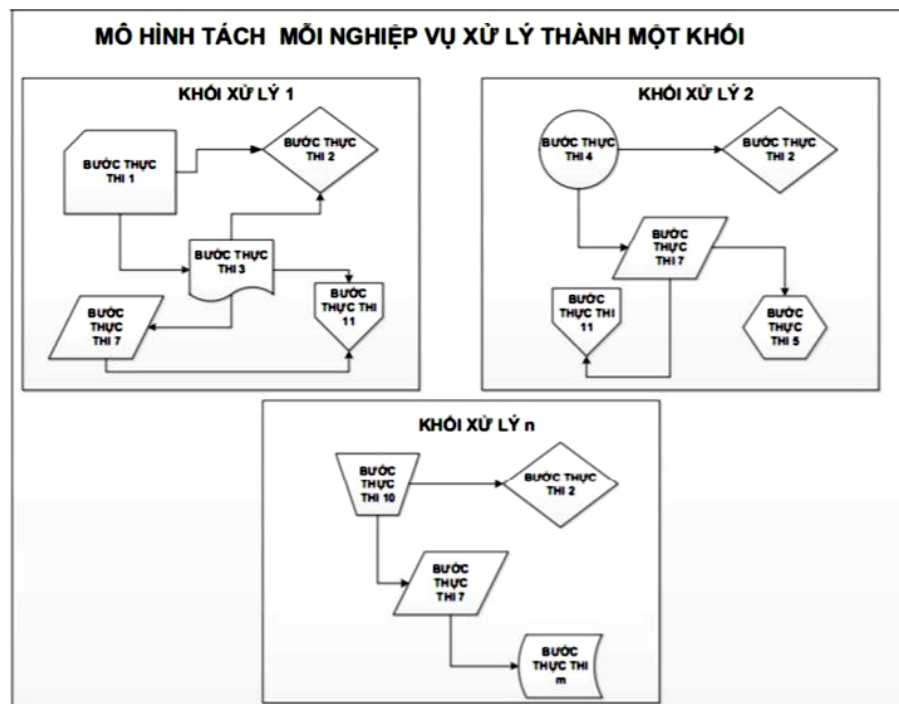 MÔ HÌNH TÁCH MỖI NGHIỆP VỤ XỬ LÝ THÀNH MỘT KHỐI
KHỐI XỬ LÝ 1
BƯỚC THỰC
THI 1
BƯỚC THỰC
THI 2
BƯỚC THỰC
THI 3
BƯỚC
THỰC
THI 7
BƯỚC
THỰC THI
11
KHỐI XỬ LÝ 2
BƯỚC THỰC
THI 4
BƯỚC THỰC
THI 2
BƯỚC
THỰC
THI 7
BƯỚC
THỰC THI
11
BƯỚC
THỰC
THI 5
KHỐI XỬ LÝ n
BƯỚC
THỰC
THI 10
BƯỚC THỰC
THI 2
BƯỚC
THỰC
THI 7
BƯỚC
THỰC THI
m